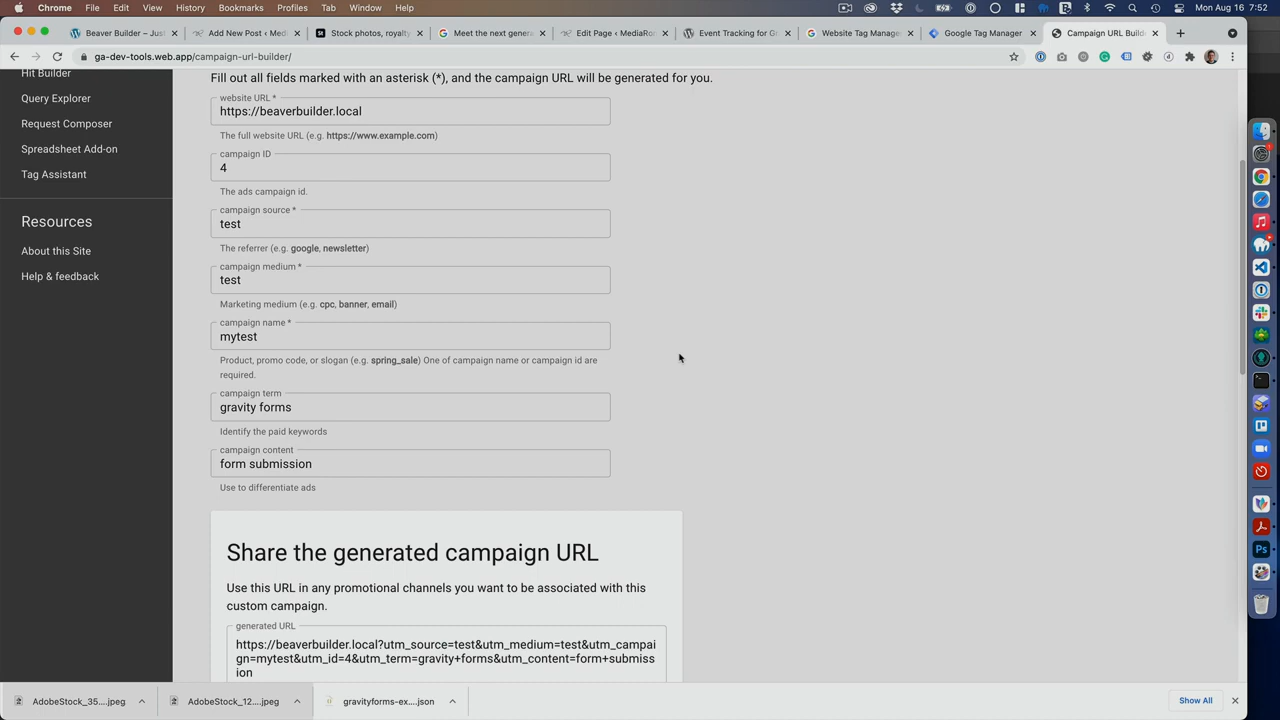 Chrome File Edit View History Bookmarks Profiles Tab Window Help Mon Aug 16 7:52
Beaver Builder – Just Add New Post ‹ Medi Stock photos, royalty Meet the next genera Edit Page ‹ MediaRo Event Tracking for Gr Website Tag Manage Google Tag Manager Campaign URL Build
ga-dev-tools.web.app/campaign-url-builder/
Hit Builder
Query Explorer
Request Composer
Spreadsheet Add-on
Tag Assistant
Resources
About this Site
Help & feedback
Fill out all fields marked with an asterisk (*), and the campaign URL will be generated for you.
website URL *
https://beaverbuilder.local
The full website URL (e.g. https://www.example.com)
campaign ID
4
The ads campaign id.
campaign source *
test
The referrer (e.g. google, newsletter)
campaign medium *
test
Marketing medium (e.g. cpc, banner, email)
campaign name *
mytest
Product, promo code, or slogan (e.g. spring_sale) One of campaign name or campaign id are
required.
campaign term
gravity forms
Identify the paid keywords
campaign content
form submission
Use to differentiate ads
Share the generated campaign URL
Use this URL in any promotional channels you want to be associated with this
custom campaign.
generated URL
https://beaverbuilder.local?utm_source=test&utm_medium=test&utm_campai
gn=mytest&utm_id=4&utm_term=gravity+forms&utm_content=form+submiss
ion
AdobeStock_35....jpeg AdobeStock_12....jpeg gravityforms-ex....json Show All